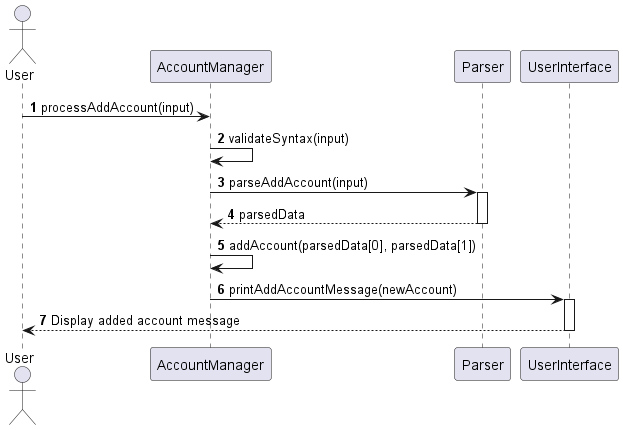 User
AccountManager
Parser
UserInterface
1 processAddAccount(input)
2 validateSyntax(input)
3 parseAddAccount(input)
4 parsedData
5 addAccount(parsedData[0], parsedData[1])
6 printAddAccountMessage(newAccount)
7 Display added account message
User
AccountManager
Parser
UserInterface